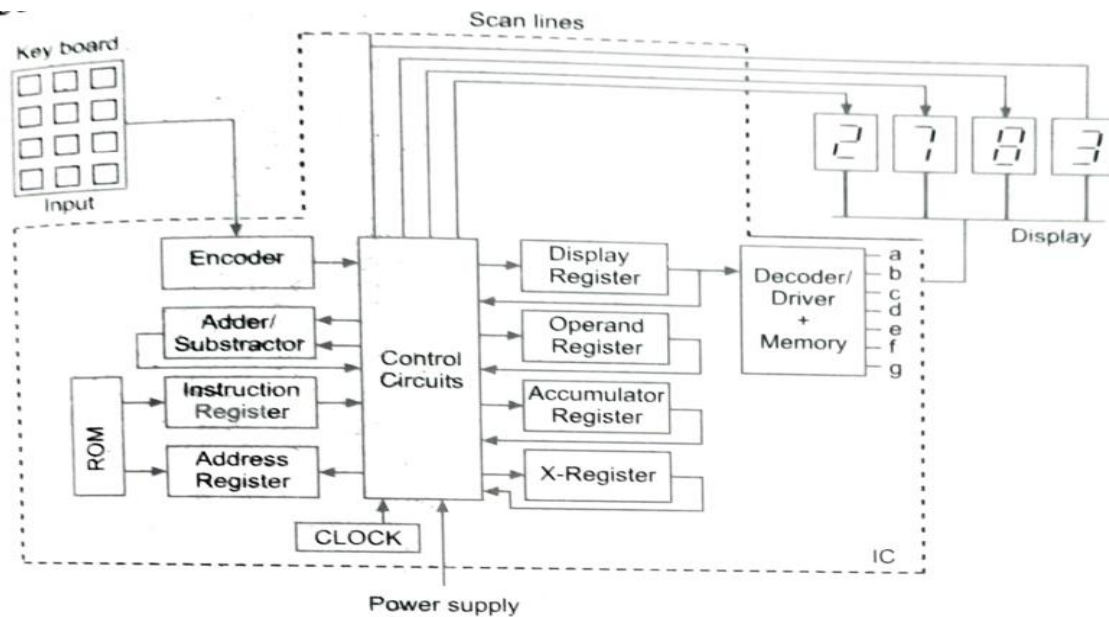 Scan lines
Key board
Input
2 7 8 3
Display
Encoder
Adder/
Substractor
Instruction
Register
Address
Register
ROM
Control
Circuits
CLOCK
Display
Register
Operand
Register
Accumulator
Register
X-Register
Decoder/
Driver
+
Memory
a
b
c
d
e
f
g
IC
Power supply